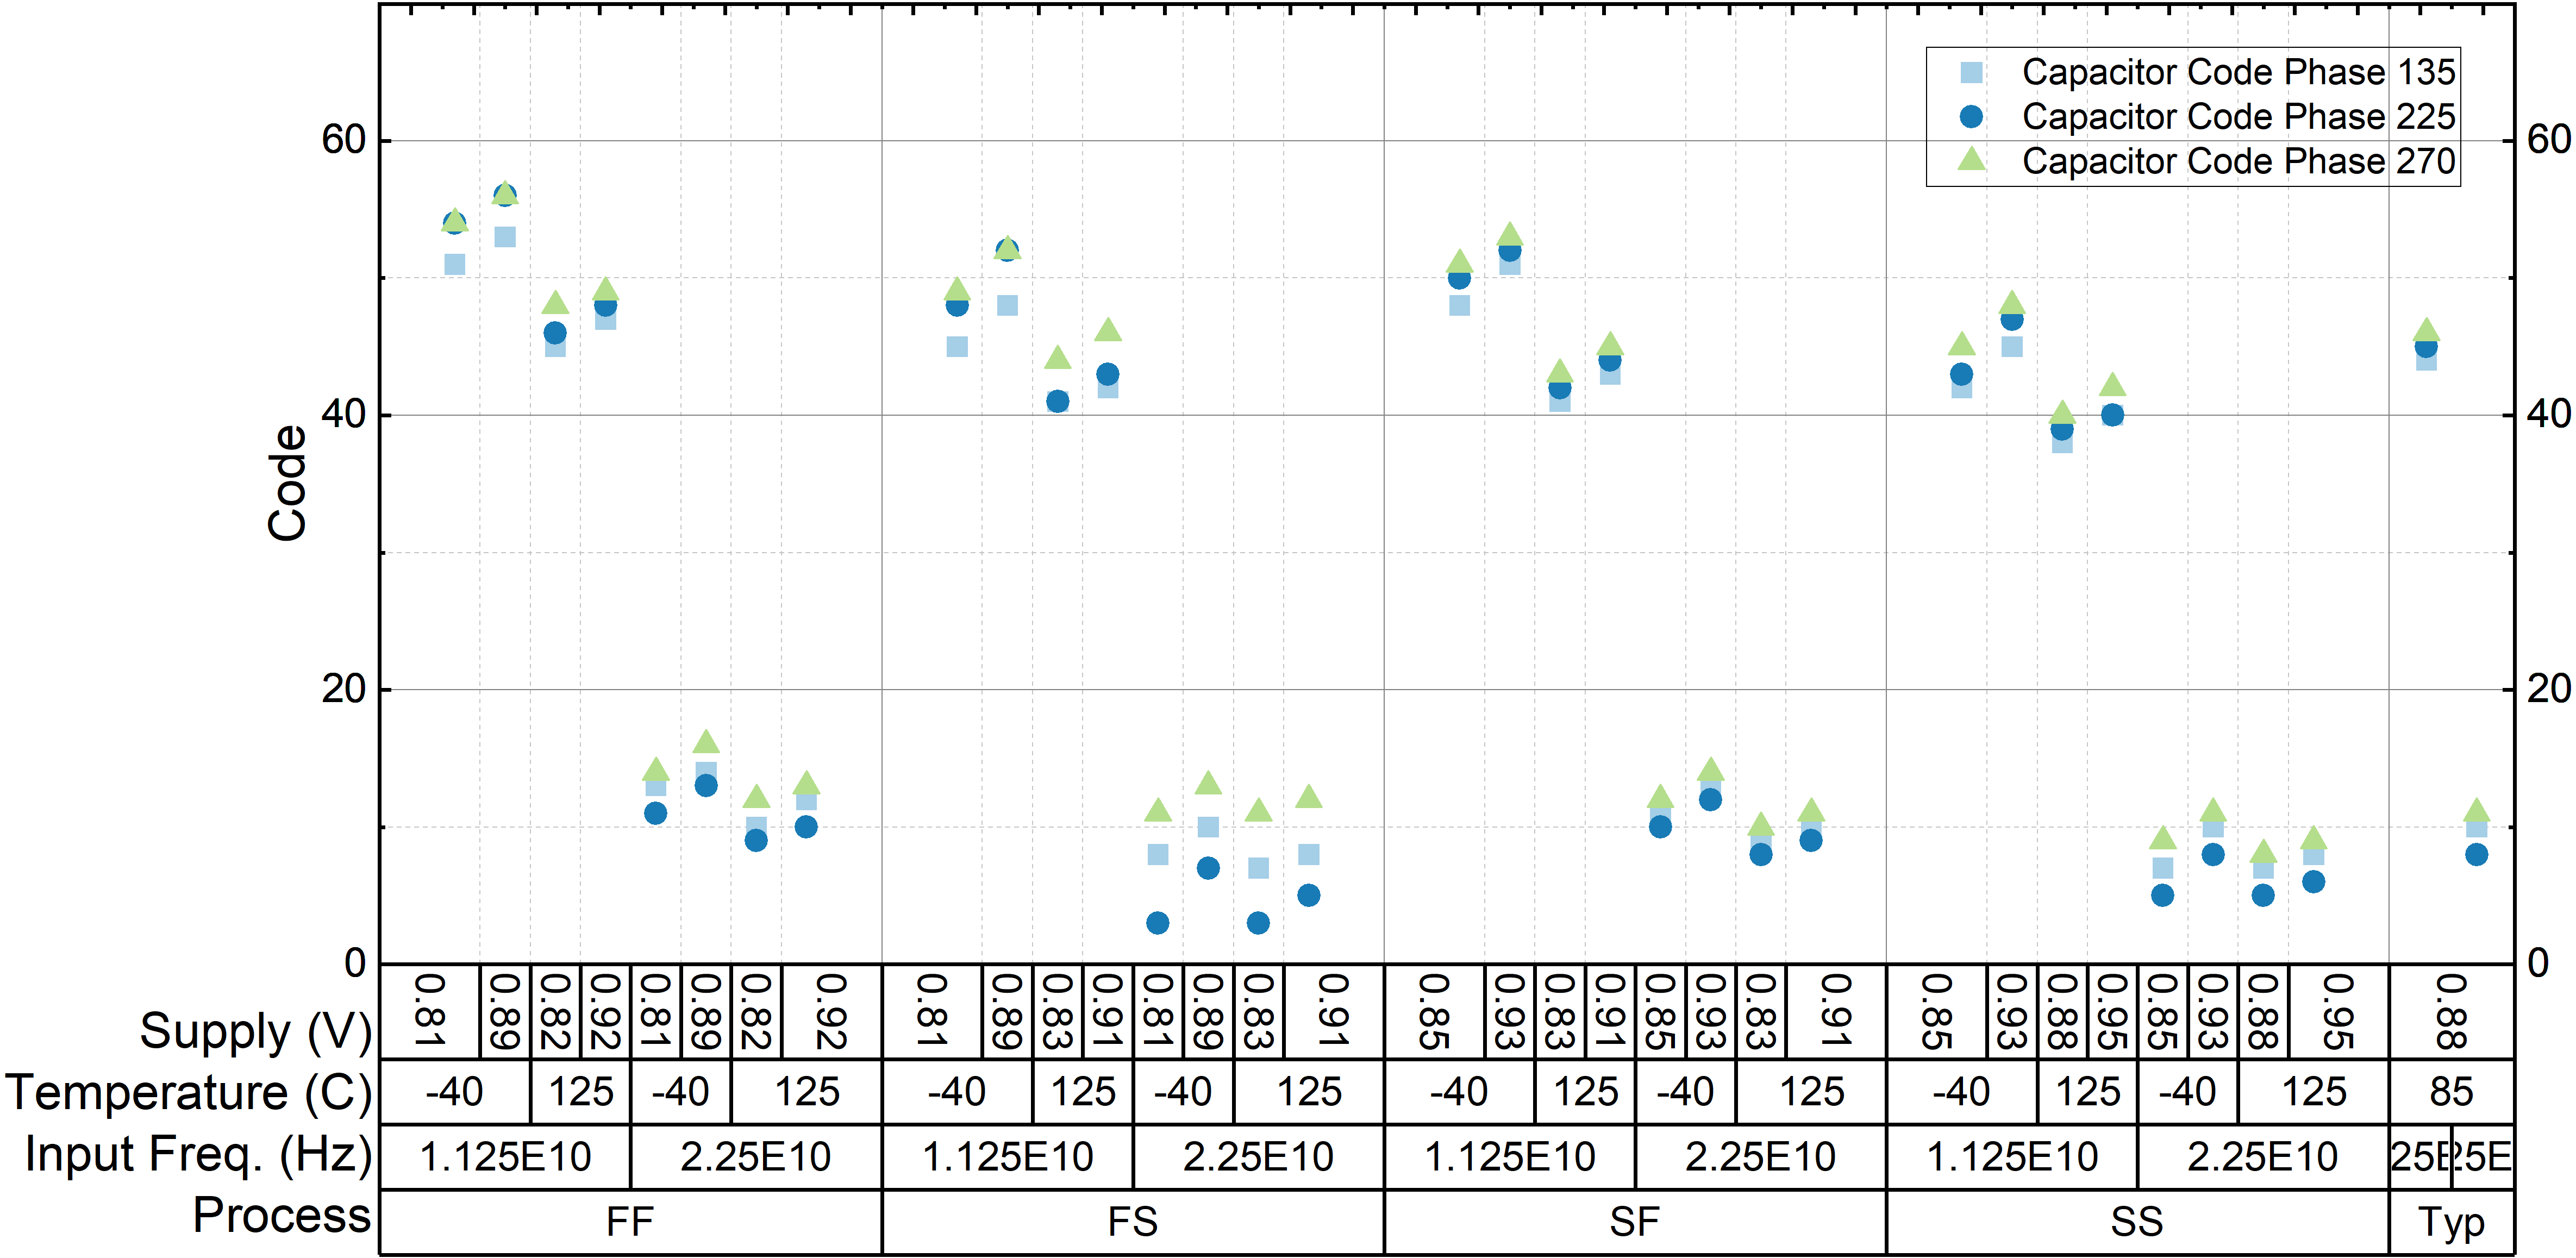 Capacitor Code Phase 135
Capacitor Code Phase 225
Capacitor Code Phase 270
60 60
40 40
Code
20 20
0 0
Supply (V) 0.81 0.89 0.82 0.92 0.81 0.89 0.82 0.92 0.81 0.89 0.83 0.91 0.81 0.89 0.83 0.91 0.85 0.93 0.83 0.91 0.85 0.93 0.83 0.91 0.85 0.93 0.88 0.95 0.85 0.93 0.88 0.95 0.88
Temperature (C) -40 125 -40 125 -40 125 -40 125 -40 125 -40 125 -40 125 -40 125 85
Input Freq. (Hz) 1.125E10 2.25E10 1.125E10 2.25E10 1.125E10 2.25E10 1.125E10 2.25E10
Process FF FS SF SS Typ